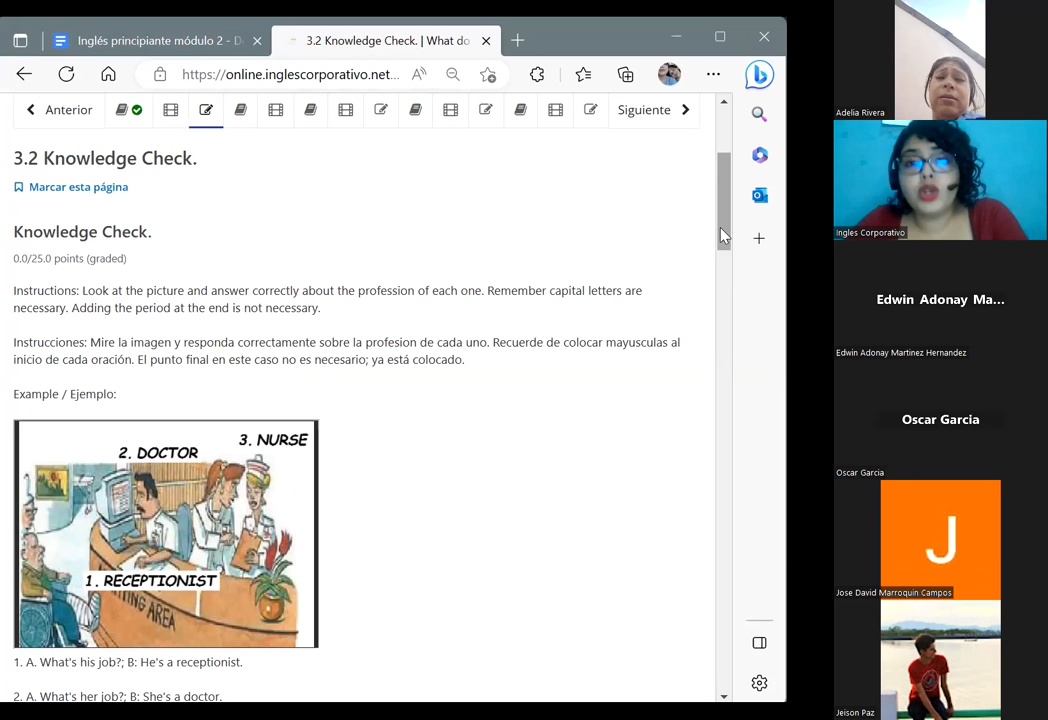 Inglés principiante módulo 2 - D
3.2 Knowledge Check. | What do
https://online.inglescorporativo.net...
Anterior
Siguiente
3.2 Knowledge Check.
Marcar esta página
Knowledge Check.
0.0/25.0 points (graded)
Instructions: Look at the picture and answer correctly about the profession of each one. Remember capital letters are
necessary. Adding the period at the end is not necessary.
Instrucciones: Mire la imagen y responda correctamente sobre la profesion de cada uno. Recuerde de colocar mayusculas al
inicio de cada oración. El punto final en este caso no es necesario; ya está colocado.
Example / Ejemplo:
3. NURSE
2. DOCTOR
1. RECEPTIONIST
WAITING AREA
1. A. What's his job?; B: He's a receptionist.
2. A. What's her job?; B: She's a doctor.
Adelia Rivera
Ingles Corporativo
Edwin Adonay Ma...
Edwin Adonay Martinez Hernandez
Oscar Garcia
Oscar Garcia
J
Jose David Marroquin Campos
Jeison Paz